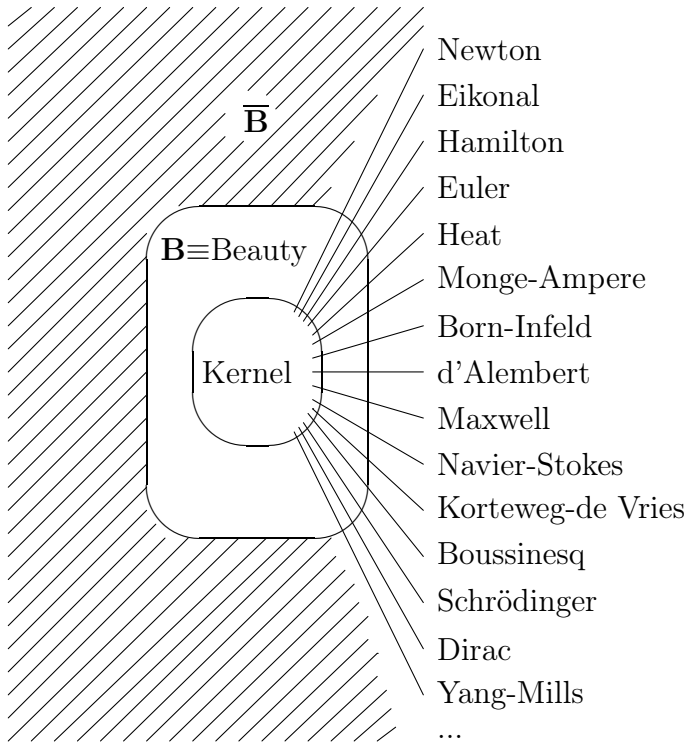 Newton
Eikonal
B̅
Hamilton
Euler
Heat
B≡Beauty
Monge-Ampere
Born-Infeld
Kernel
d'Alembert
Maxwell
Navier-Stokes
Korteweg-de Vries
Boussinesq
Schrödinger
Dirac
Yang-Mills
...